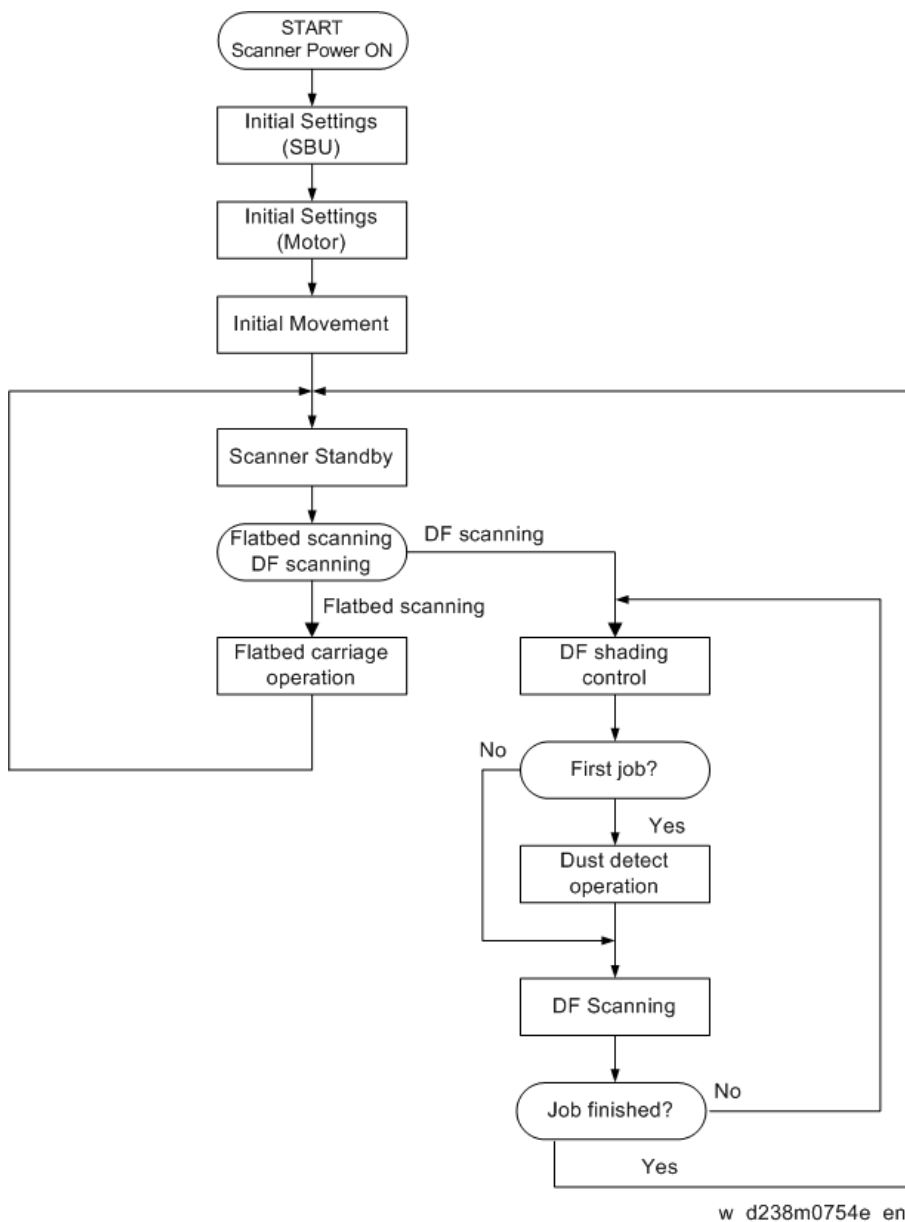 START
Scanner Power ON
Initial Settings
(SBU)
Initial Settings
(Motor)
Initial Movement
Scanner Standby
Flatbed scanning
DF scanning
DF scanning
Flatbed scanning
Flatbed carriage
operation
DF shading
control
No
First job?
Yes
Dust detect
operation
DF Scanning
Job finished?
No
Yes
w_d238m0754e_en